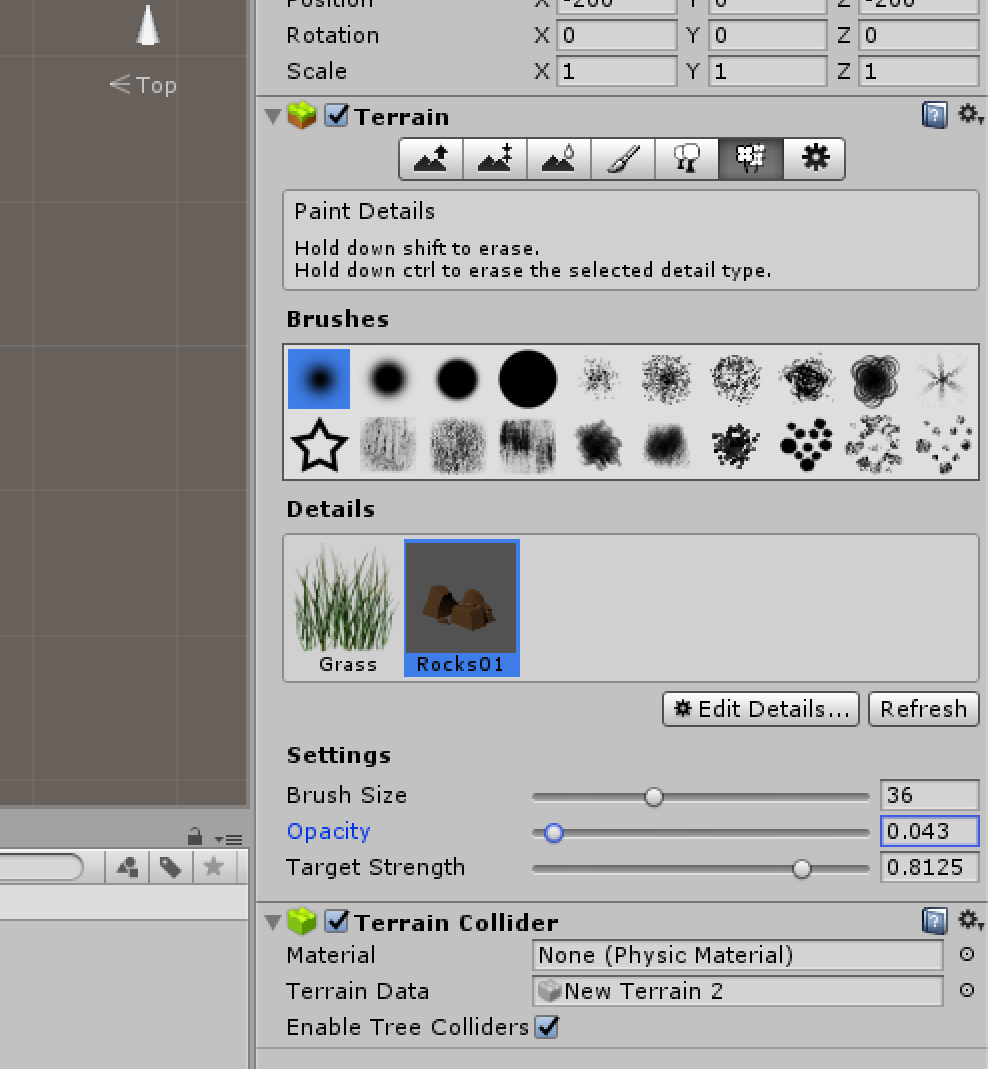 Position X -200 Y 0 Z -200
Rotation X 0 Y 0 Z 0
Top
Scale X 1 Y 1 Z 1
Terrain
Paint Details
Hold down shift to erase.
Hold down ctrl to erase the selected detail type.
Brushes
Details
Grass Rocks01
Edit Details... Refresh
Settings
Brush Size 36
Opacity 0.043
Target Strength 0.8125
Terrain Collider
Material None (Physic Material)
Terrain Data New Terrain 2
Enable Tree Colliders